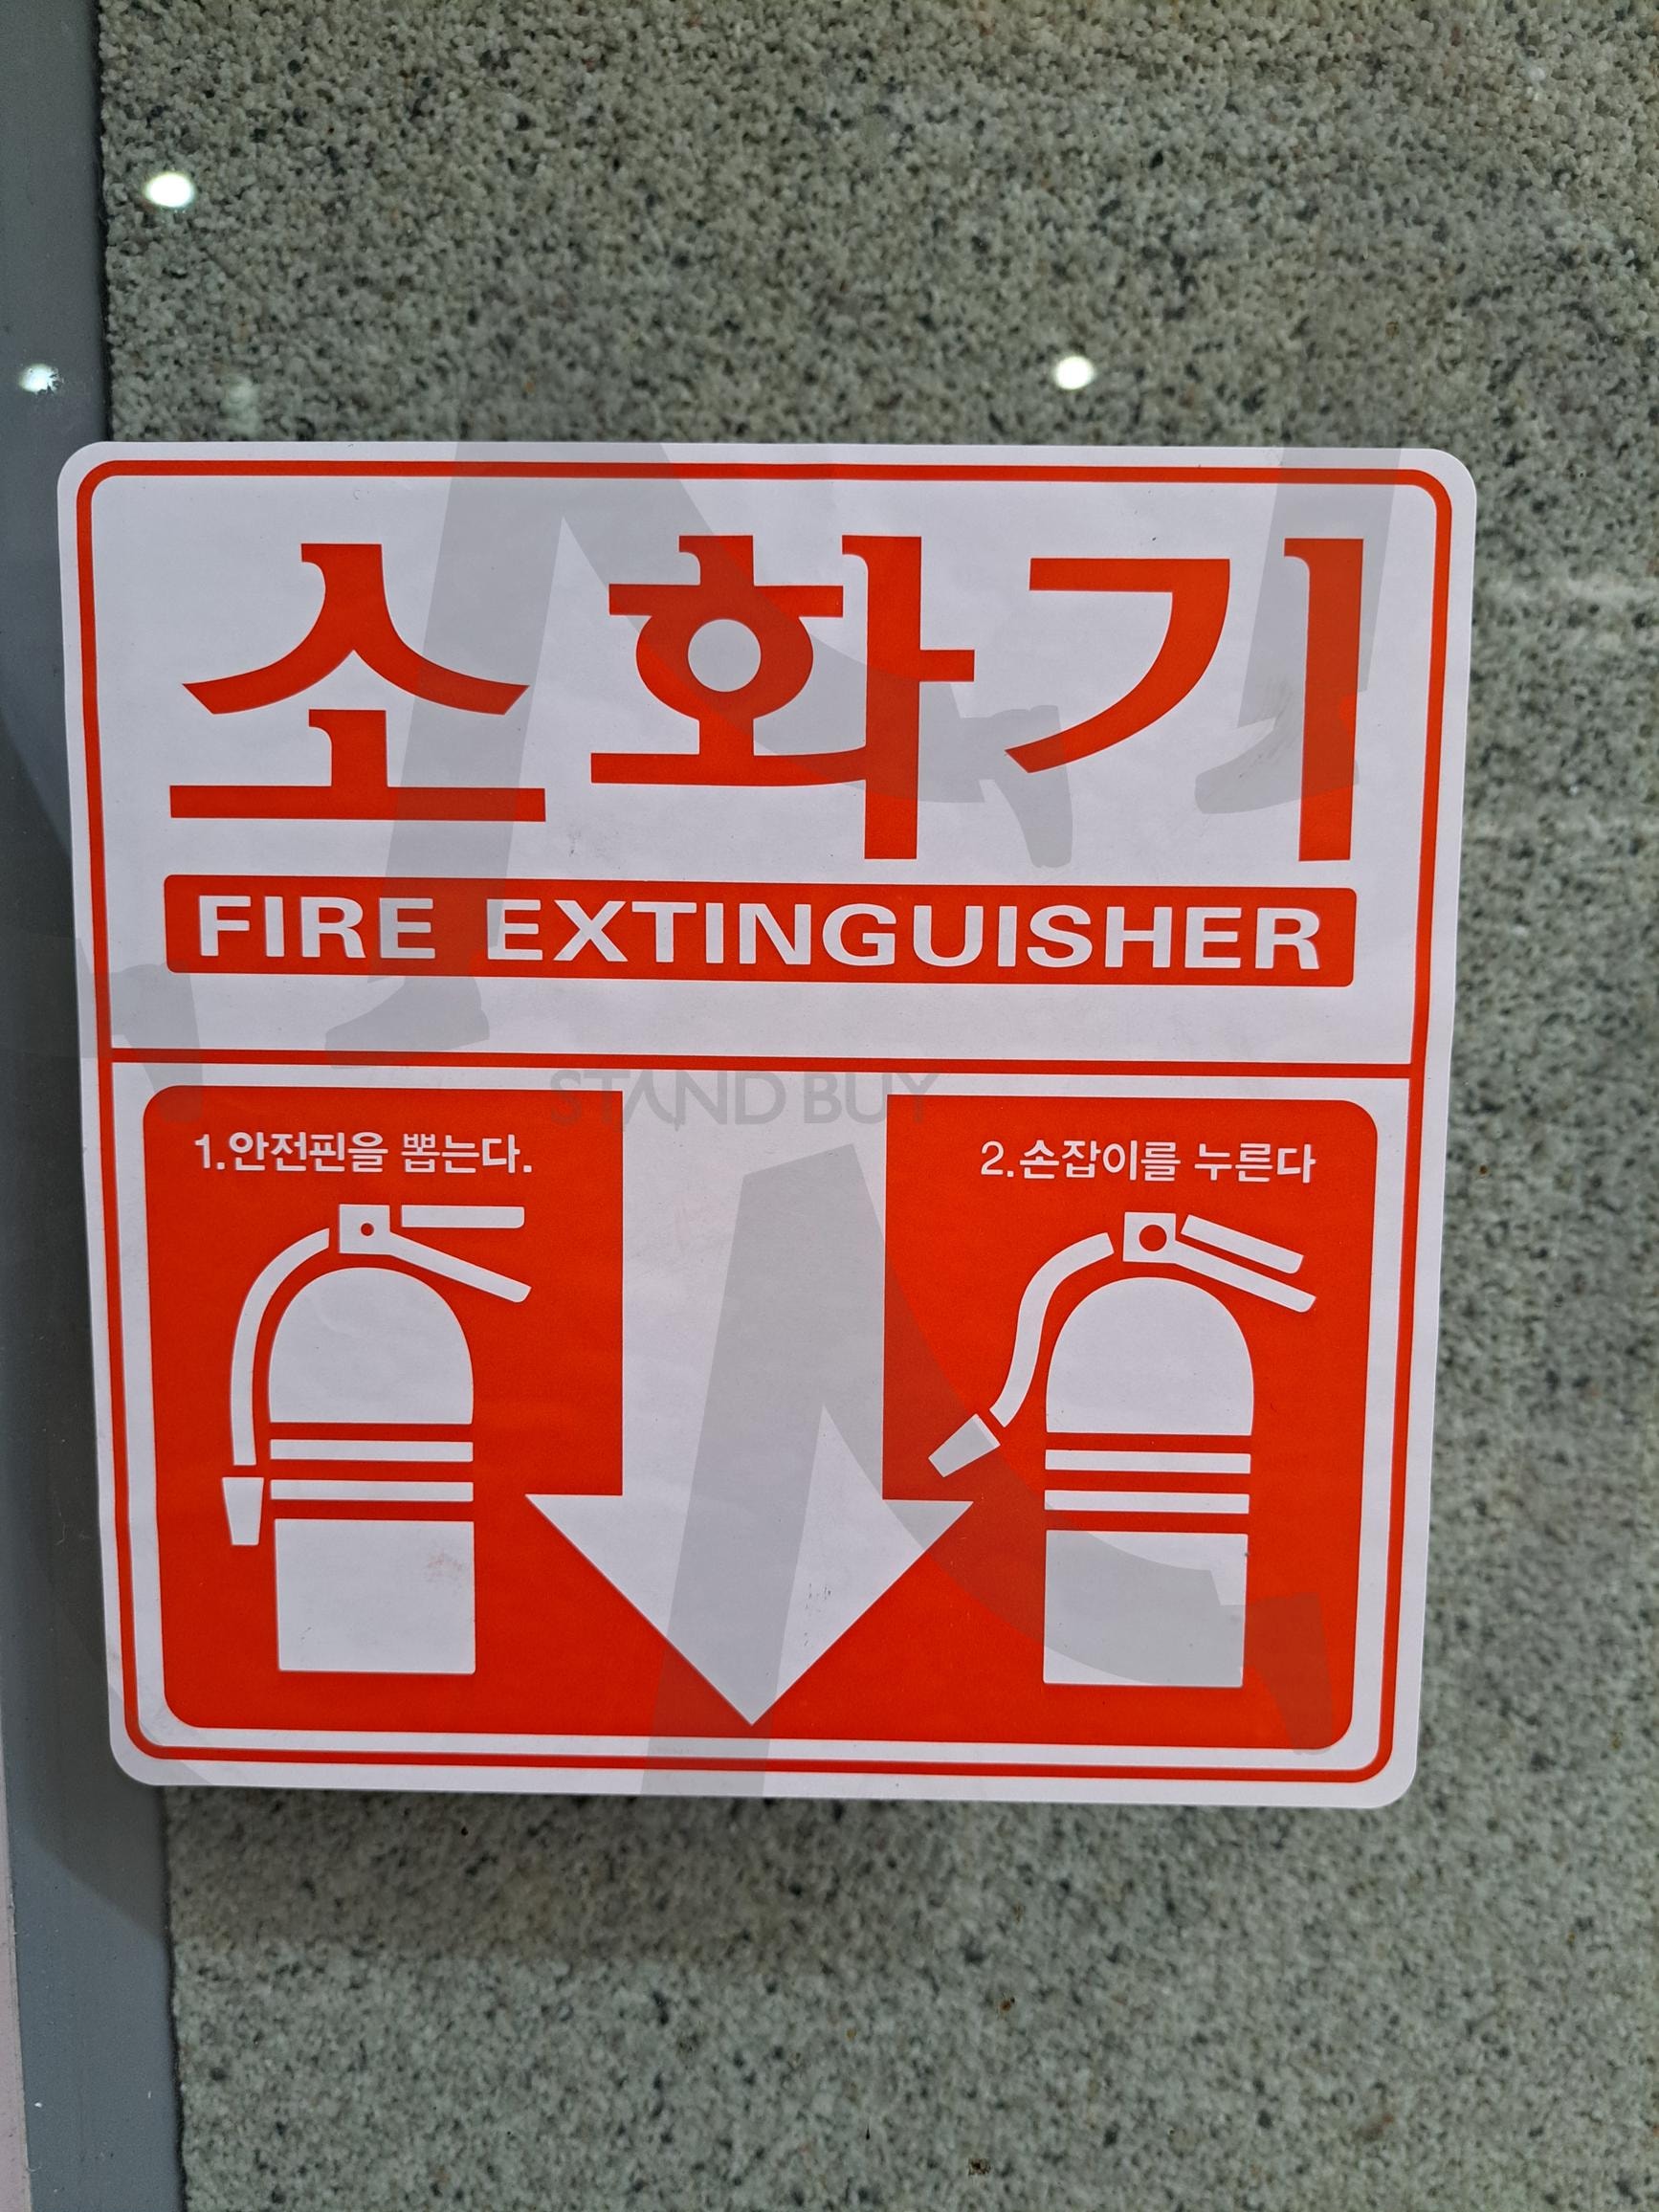 소화기
FIRE EXTINGUISHER
STAND BUY
1.안전핀을 뽑는다.
2.손잡이를 누른다